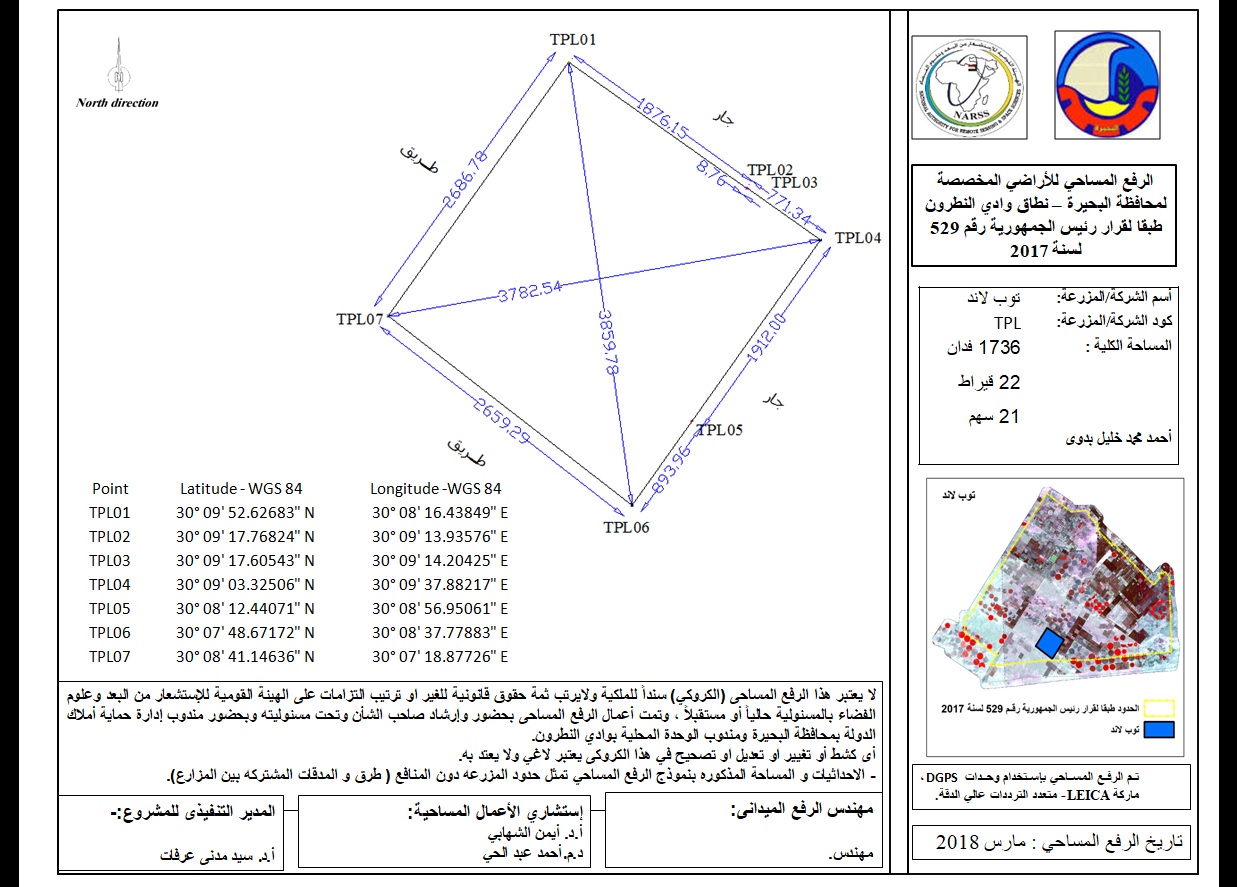 North direction
TPL01
جار
1876.15
TPL02
8.76
TPL03
771.34
TPL04
طريق
2686.78
3782.54
3859.78
1912.00
جار
TPL07
2659.29
طريق
TPL05
893.96
TPL06
Point Latitude - WGS 84 Longitude -WGS 84
TPL01 30° 09' 52.62683" N 30° 08' 16.43849" E
TPL02 30° 09' 17.76824" N 30° 09' 13.93576" E
TPL03 30° 09' 17.60543" N 30° 09' 14.20425" E
TPL04 30° 09' 03.32506" N 30° 09' 37.88217" E
TPL05 30° 08' 12.44071" N 30° 08' 56.95061" E
TPL06 30° 07' 48.67172" N 30° 08' 37.77883" E
TPL07 30° 08' 41.14636" N 30° 07' 18.87726" E
لا يعتبر هذا الرفع المساحى (الكروكي) سنداً للملكية ولايرتب ثمة حقوق قانونية للغير او ترتيب التزامات على الهيئة القومية للإستشعار من البعد وعلوم
الفضاء بالمسئولية حالياً أو مستقبلاً ، وتمت أعمال الرفع المساحى بحضور وإرشاد صاحب الشأن وتحت مسئوليته وبحضور مندوب إدارة حماية أملاك
الدولة بمحافظة البحيرة ومندوب الوحدة المحلية بوادي النطرون.
أى كشط أو تغيير او تعديل او تصحيح في هذا الكروكى يعتبر لاغي ولا يعتد به.
- الاحداثيات و المساحة المذكوره بنموذج الرفع المساحي تمثل حدود المزرعه دون المنافع ( طرق و المدقات المشتركه بين المزارع).
مهندس الرفع الميدانى:
مهندس.
إستشاري الأعمال المساحية:
أ.د. أيمن الشهابي
د.م.أحمد عبد الحي
المدير التنفيذى للمشروع:-
أ.د. سيد مدنى عرفات
NARSS
NATIONAL AUTHORITY FOR REMOTE SENSING & SPACE SCIENCES
البحيرة
الرفع المساحي للأراضي المخصصة
لمحافظة البحيرة – نطاق وادي النطرون
طبقا لقرار رئيس الجمهورية رقم 529
لسنة 2017
أسم الشركة/المزرعة: توب لاند
كود الشركة/المزرعة: TPL
المساحة الكلية : 1736 فدان
22 قيراط
21 سهم
أحمد محمد خليل بدوى
توب لاند
الحدود طبقا لقرار رئيس الجمهورية رقم 529 لسنة 2017
توب لاند
تم الرفع المساحي بإستخدام وحدات DGPS ،
ماركة LEICA- متعدد الترددات عالي الدقة.
تاريخ الرفع المساحي : مارس 2018